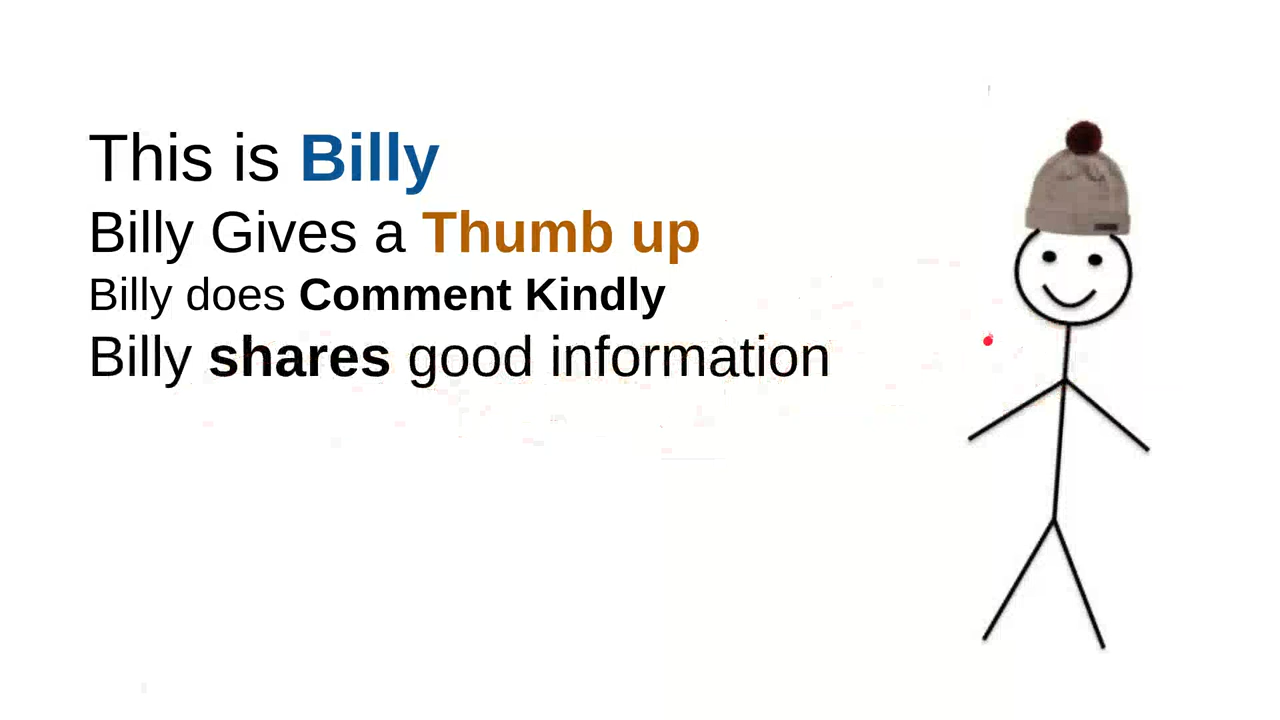 This is Billy
Billy Gives a Thumb up
Billy does Comment Kindly
Billy shares good information